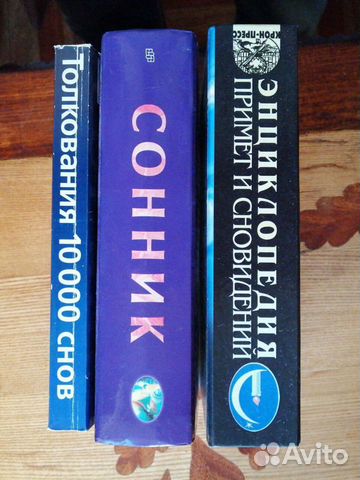 Толкования 10 000 снов
СОННИК
КРОН-ПРЕСС
ЭНЦИКЛОПЕДИЯ
ПРИМЕТ И СНОВИДЕНИЙ
Avito